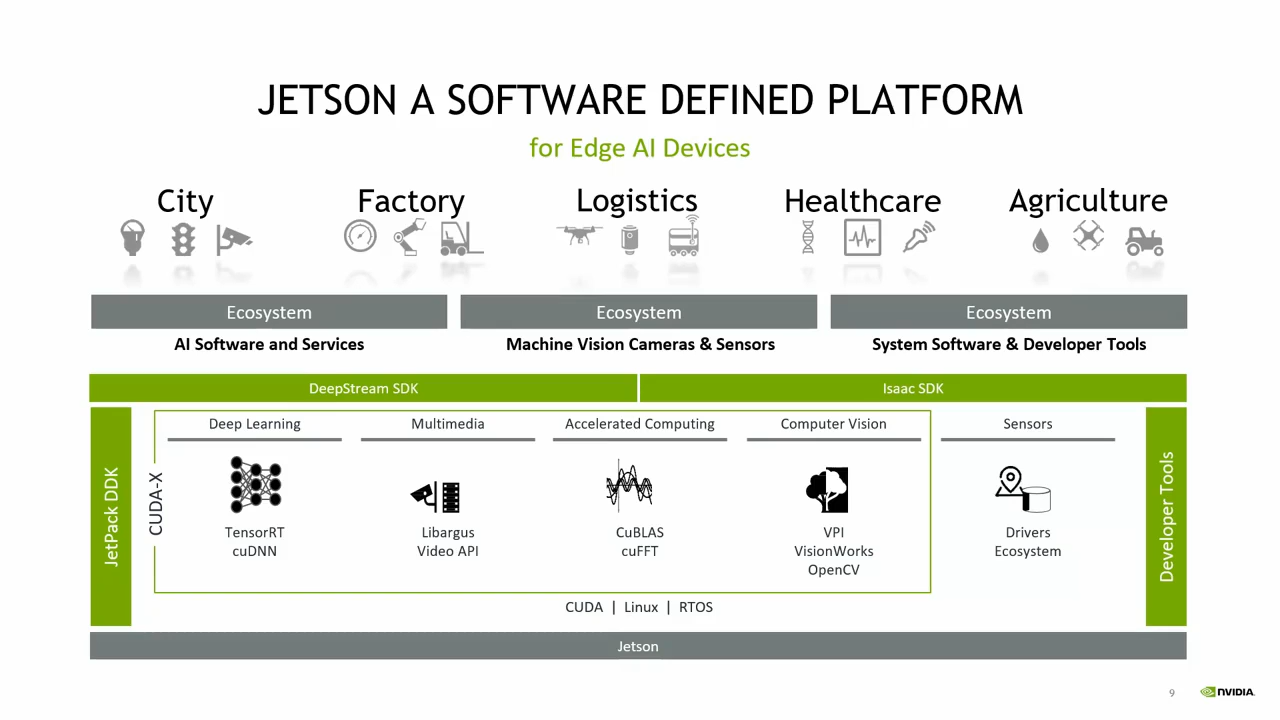 JETSON A SOFTWARE DEFINED PLATFORM
for Edge AI Devices
City
Factory
Logistics
Healthcare
Agriculture
Ecosystem
Ecosystem
Ecosystem
AI Software and Services
Machine Vision Cameras & Sensors
System Software & Developer Tools
DeepStream SDK
Isaac SDK
JetPack DDK
CUDA-X
Deep Learning
TensorRT
cuDNN
Multimedia
Libargus
Video API
Accelerated Computing
CuBLAS
cuFFT
Computer Vision
VPI
VisionWorks
OpenCV
Sensors
Drivers
Ecosystem
Developer Tools
CUDA | Linux | RTOS
Jetson
9
NVIDIA.